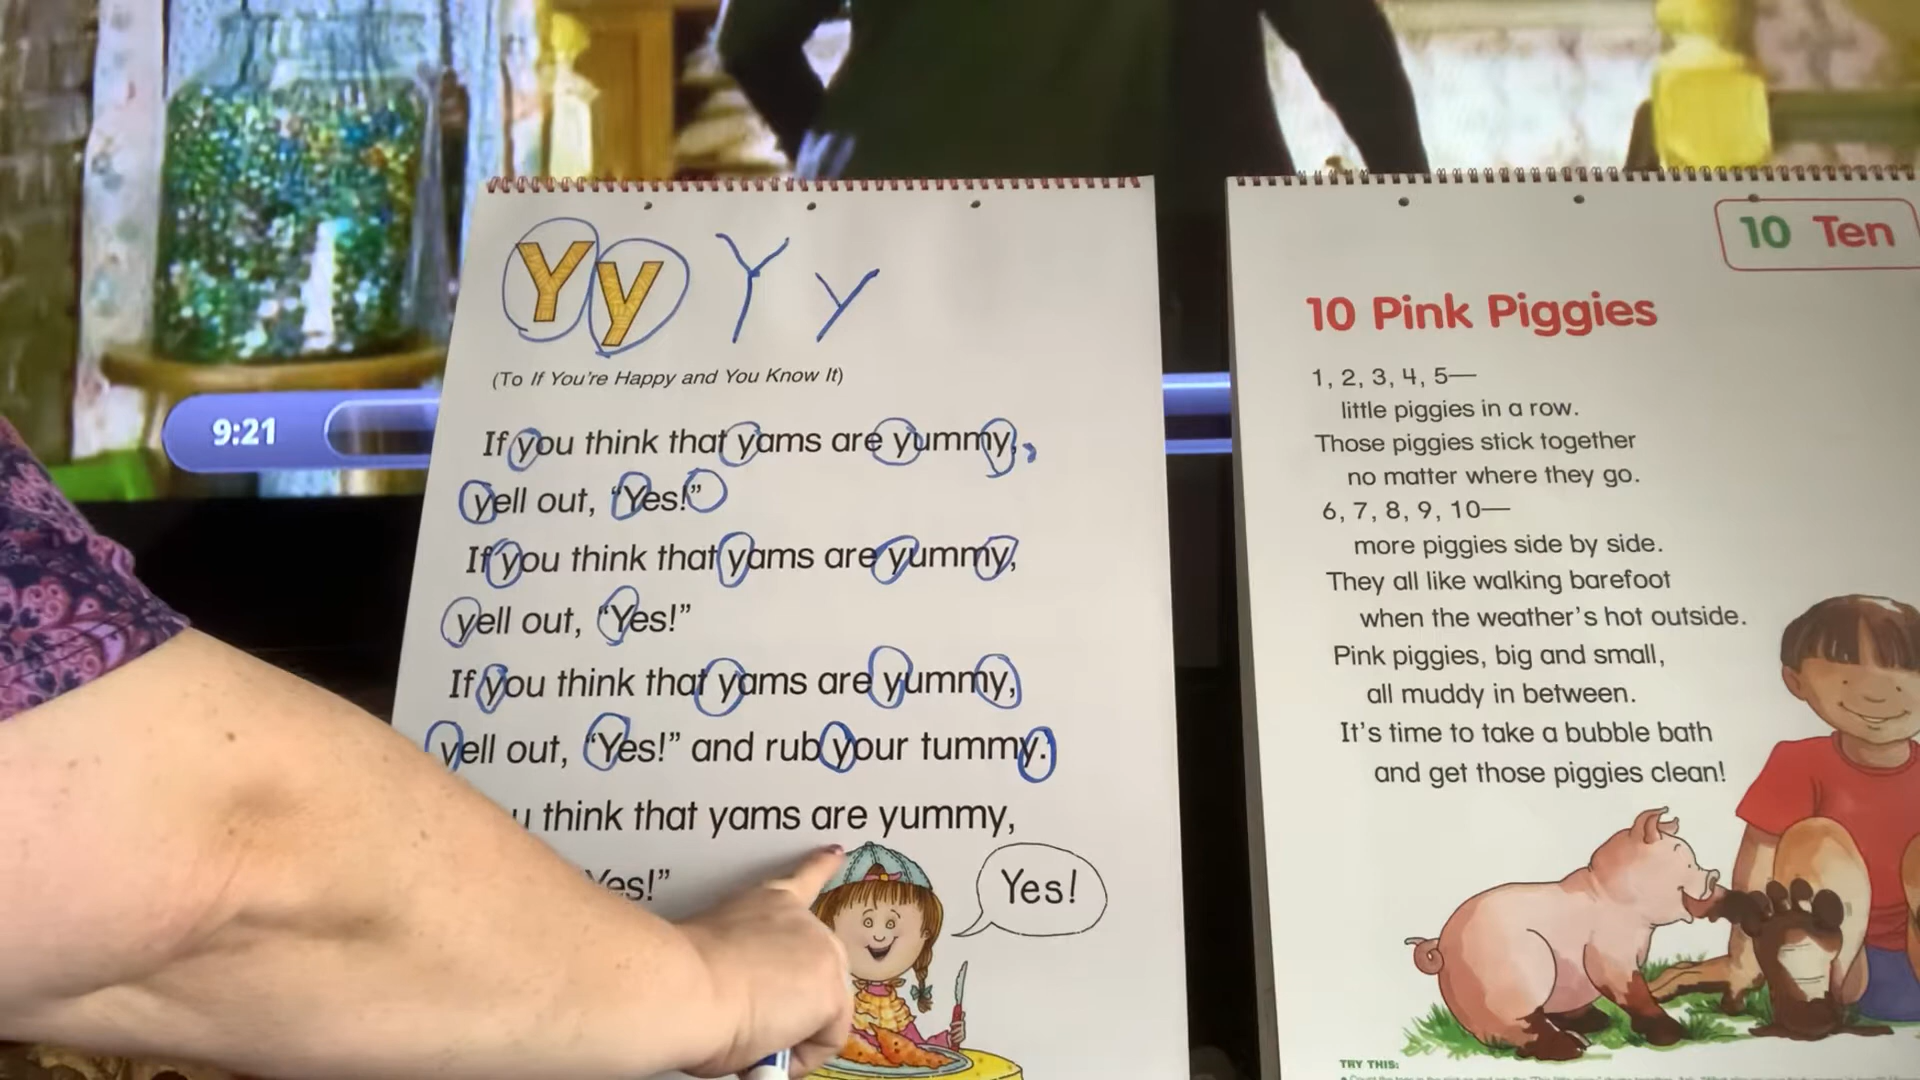 Yy Y y
(To If You're Happy and You Know It)
If you think that yams are yummy,
yell out, “Yes!”
If you think that yams are yummy,
yell out, “Yes!”
If you think that yams are yummy,
yell out, “Yes!” and rub your tummy.
think that yams are yummy,
Yes!”
Yes!
9:21
10 Ten
10 Pink Piggies
1, 2, 3, 4, 5—
little piggies in a row.
Those piggies stick together
no matter where they go.
6, 7, 8, 9, 10—
more piggies side by side.
They all like walking barefoot
when the weather's hot outside.
Pink piggies, big and small,
all muddy in between.
It's time to take a bubble bath
and get those piggies clean!
TRY THIS: